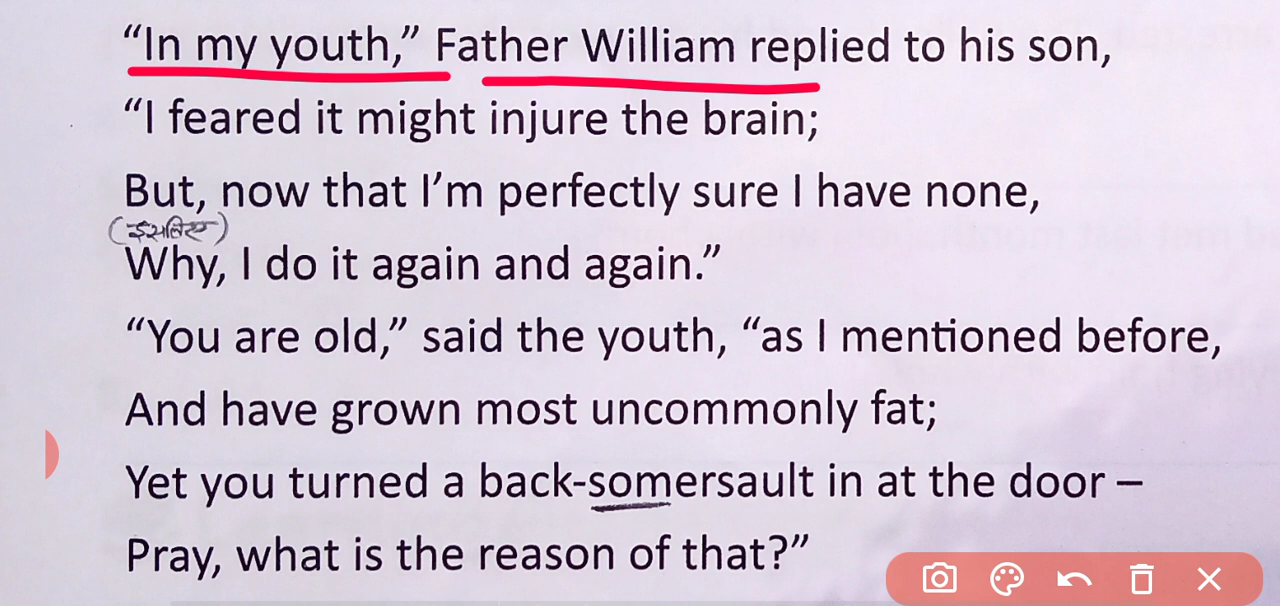 “In my youth,” Father William replied to his son,
“I feared it might injure the brain;
But, now that I’m perfectly sure I have none,
(इसलिए)
Why, I do it again and again.”
“You are old,” said the youth, “as I mentioned before,
And have grown most uncommonly fat;
Yet you turned a back-somersault in at the door –
Pray, what is the reason of that?”